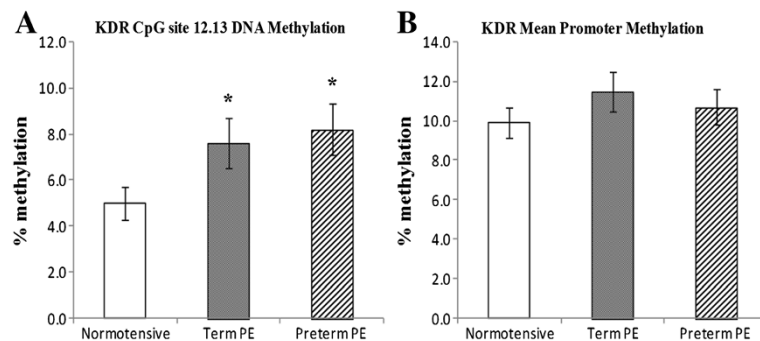 A
KDR CpG site 12.13 DNA Methylation
% methylation
12.0
10.0
8.0
6.0
4.0
2.0
0.0
*
*
Normotensive Term PE Preterm PE
B
KDR Mean Promoter Methylation
% methylation
14.0
12.0
10.0
8.0
6.0
4.0
2.0
0.0
Normotensive Term PE Preterm PE